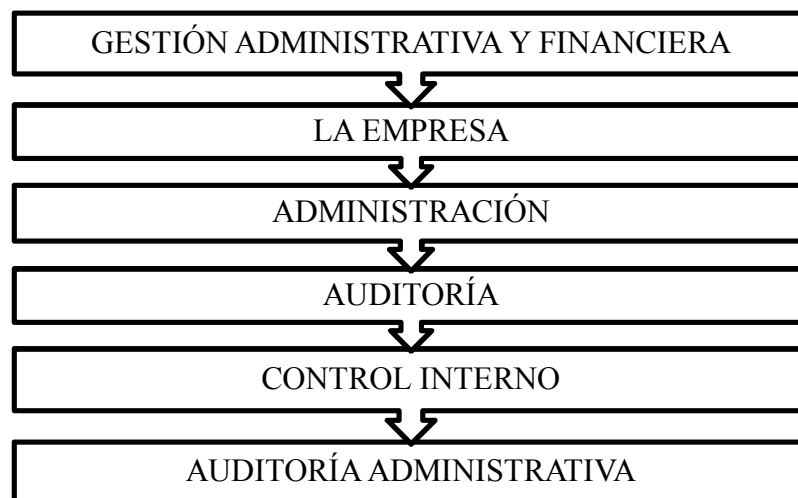 GESTIÓN ADMINISTRATIVA Y FINANCIERA
LA EMPRESA
ADMINISTRACIÓN
AUDITORÍA
CONTROL INTERNO
AUDITORÍA ADMINISTRATIVA